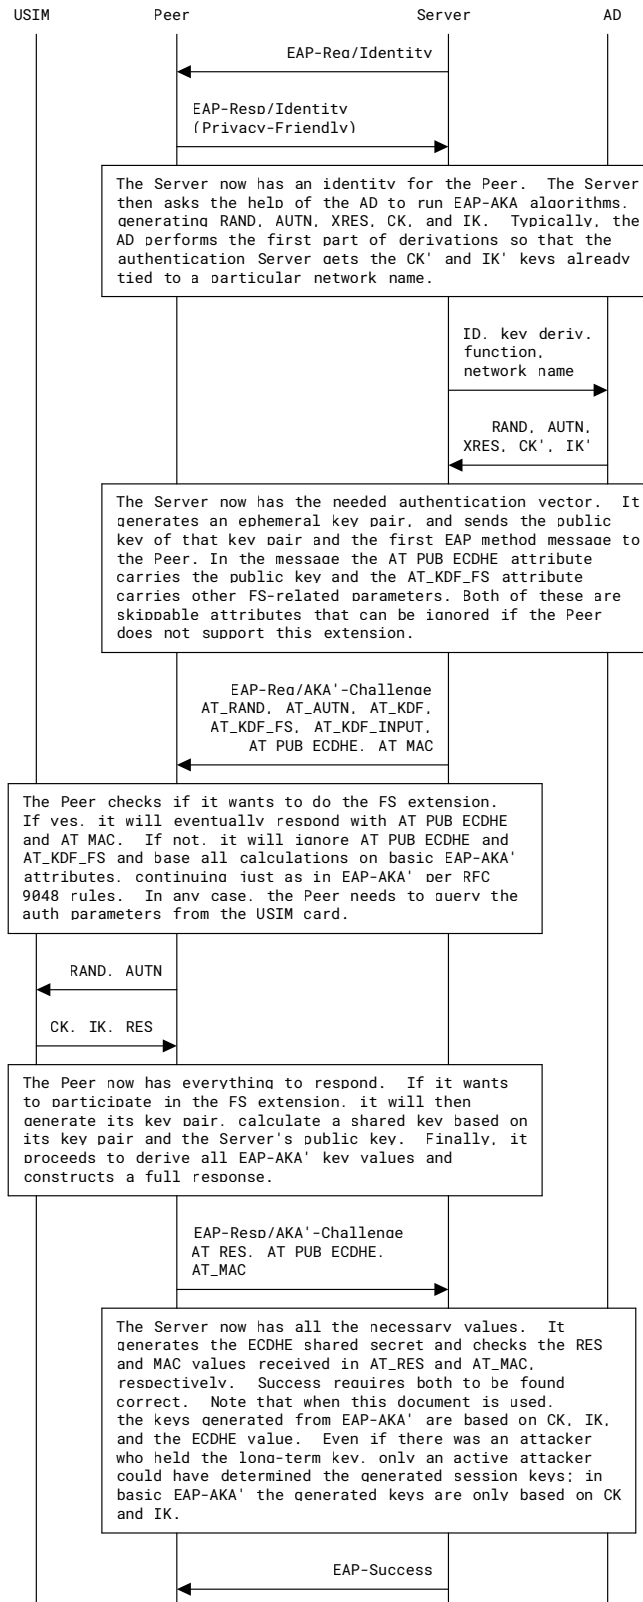 USIM Peer Server AD
EAP-Req/Identity
EAP-Resp/Identity
(Privacy-Friendly)
The Server now has an identity for the Peer. The Server
then asks the help of the AD to run EAP-AKA algorithms,
generating RAND, AUTN, XRES, CK, and IK. Typically, the
AD performs the first part of derivations so that the
authentication Server gets the CK' and IK' keys already
tied to a particular network name.
ID, key deriv.
function,
network name
RAND, AUTN,
XRES, CK', IK'
The Server now has the needed authentication vector. It
generates an ephemeral key pair, and sends the public
key of that key pair and the first EAP method message to
the Peer. In the message the AT_PUB_ECDHE attribute
carries the public key and the AT_KDF_FS attribute
carries other FS-related parameters. Both of these are
skippable attributes that can be ignored if the Peer
does not support this extension.
EAP-Req/AKA'-Challenge
AT_RAND, AT_AUTN, AT_KDF,
AT_KDF_FS, AT_KDF_INPUT,
AT_PUB_ECDHE, AT_MAC
The Peer checks if it wants to do the FS extension.
If yes, it will eventually respond with AT_PUB_ECDHE
and AT_MAC. If not, it will ignore AT_PUB_ECDHE and
AT_KDF_FS and base all calculations on basic EAP-AKA'
attributes, continuing just as in EAP-AKA' per RFC
9048 rules. In any case, the Peer needs to query the
auth parameters from the USIM card.
RAND, AUTN
CK, IK, RES
The Peer now has everything to respond. If it wants
to participate in the FS extension, it will then
generate its key pair, calculate a shared key based on
its key pair and the Server's public key. Finally, it
proceeds to derive all EAP-AKA' key values and
constructs a full response.
EAP-Resp/AKA'-Challenge
AT_RES, AT_PUB_ECDHE,
AT_MAC
The Server now has all the necessary values. It
generates the ECDHE shared secret and checks the RES
and MAC values received in AT_RES and AT_MAC,
respectively. Success requires both to be found
correct. Note that when this document is used,
the keys generated from EAP-AKA' are based on CK, IK,
and the ECDHE value. Even if there was an attacker
who held the long-term key, only an active attacker
could have determined the generated session keys; in
basic EAP-AKA' the generated keys are only based on CK
and IK.
EAP-Success